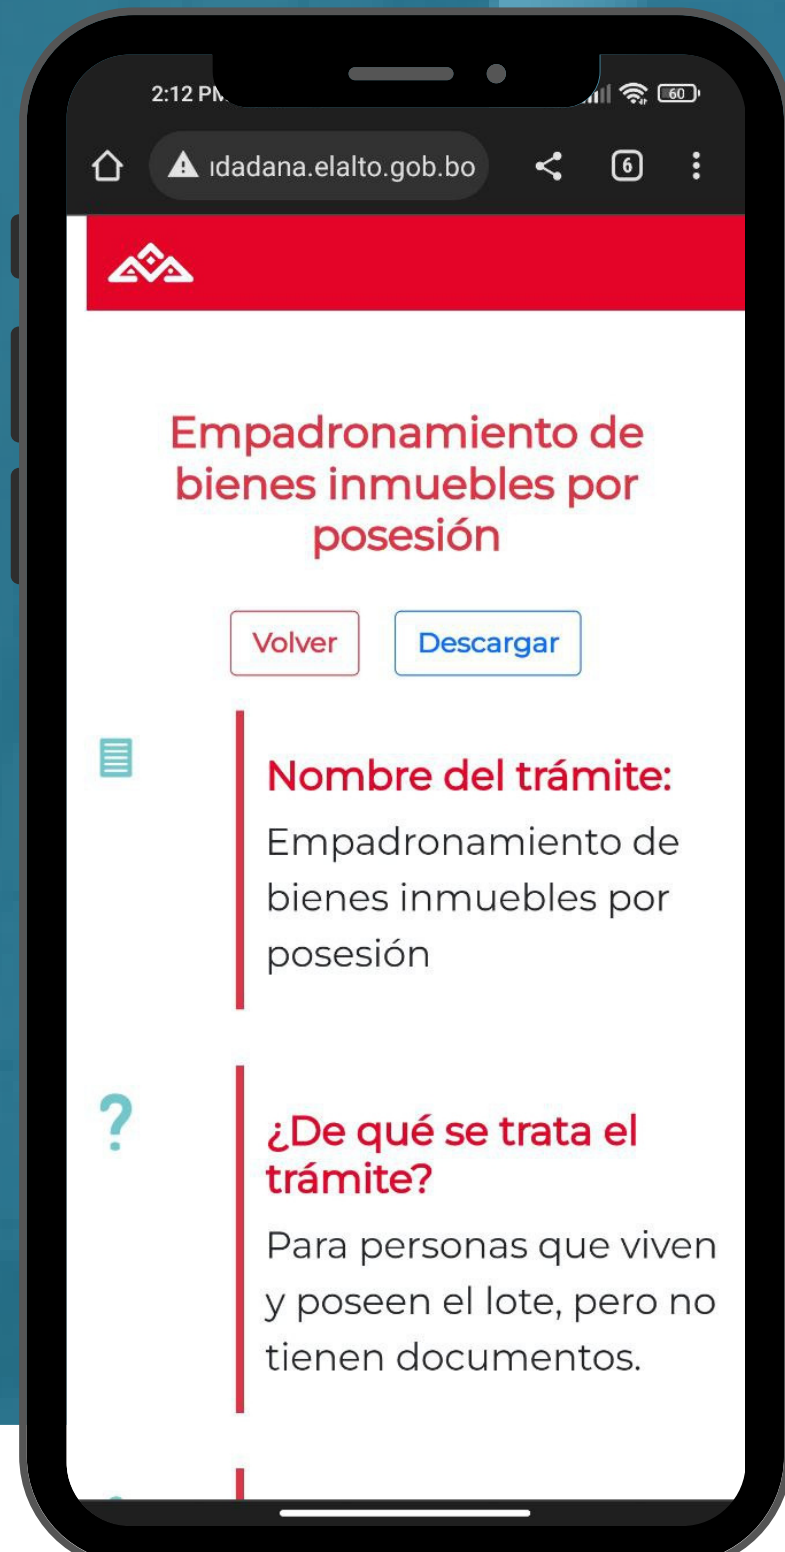 2:12 PM
60
idadana.elalto.gob.bo
6
Empadronamiento de
bienes inmuebles por
posesión
Volver
Descargar
Nombre del trámite:
Empadronamiento de
bienes inmuebles por
posesión
?
¿De qué se trata el
trámite?
Para personas que viven
y poseen el lote, pero no
tienen documentos.